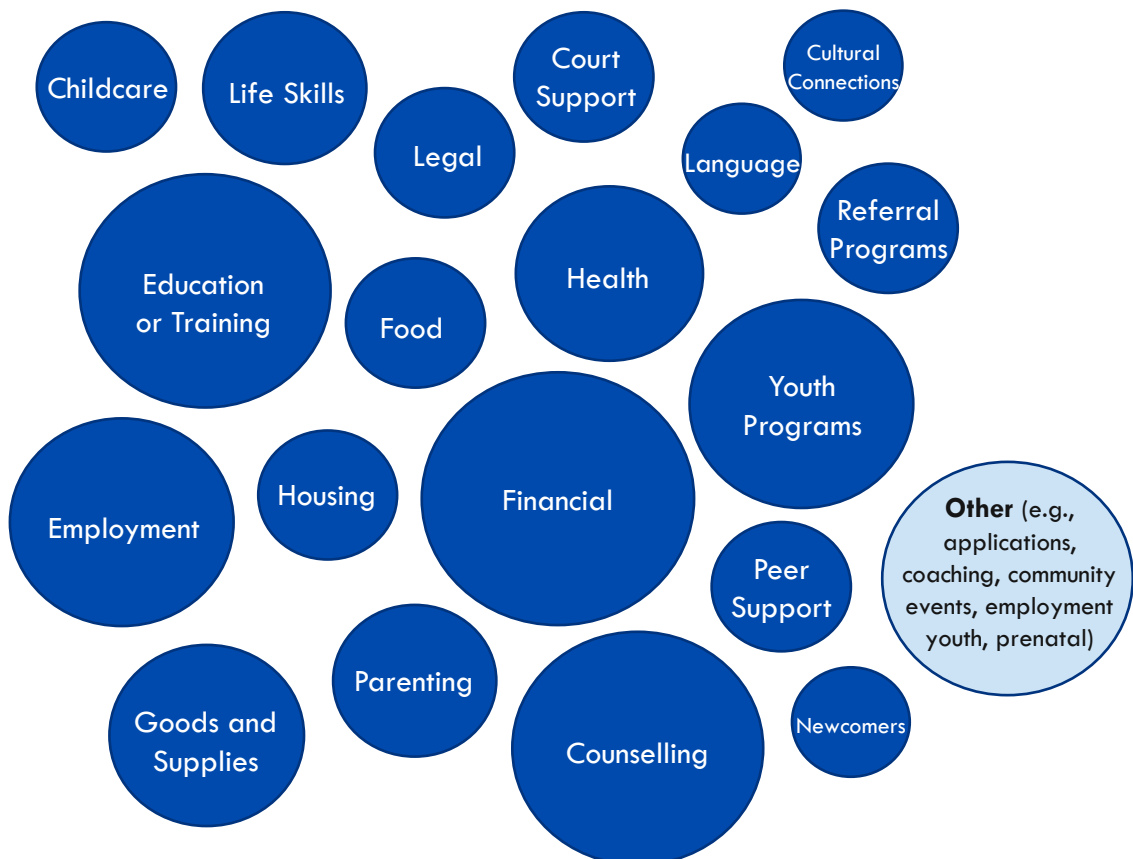 Childcare
Life Skills
Court
Support
Cultural
Connections
Legal
Language
Referral
Programs
Education
or Training
Food
Health
Youth
Programs
Employment
Housing
Financial
Other (e.g.,
applications,
coaching, community
events, employment
youth, prenatal)
Peer
Support
Goods and
Supplies
Parenting
Counselling
Newcomers